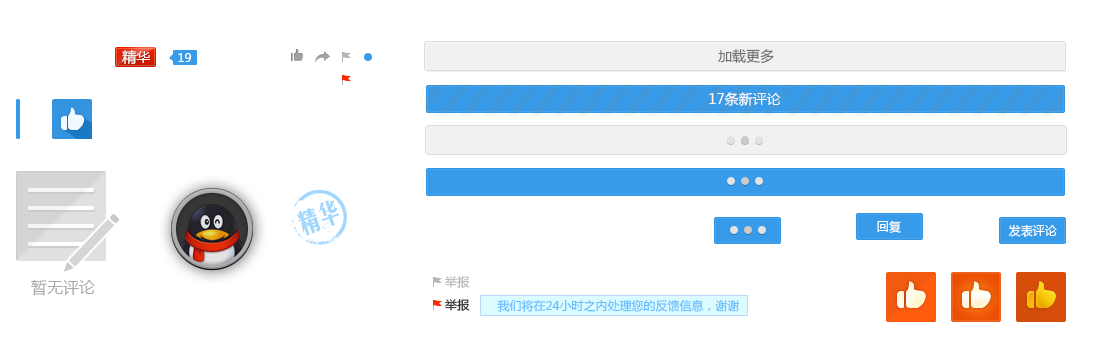 精华
19
加载更多
17条新评论
精华
回复
发表评论
暂无评论
举报
举报
我们将在24小时之内处理您的反馈信息，谢谢